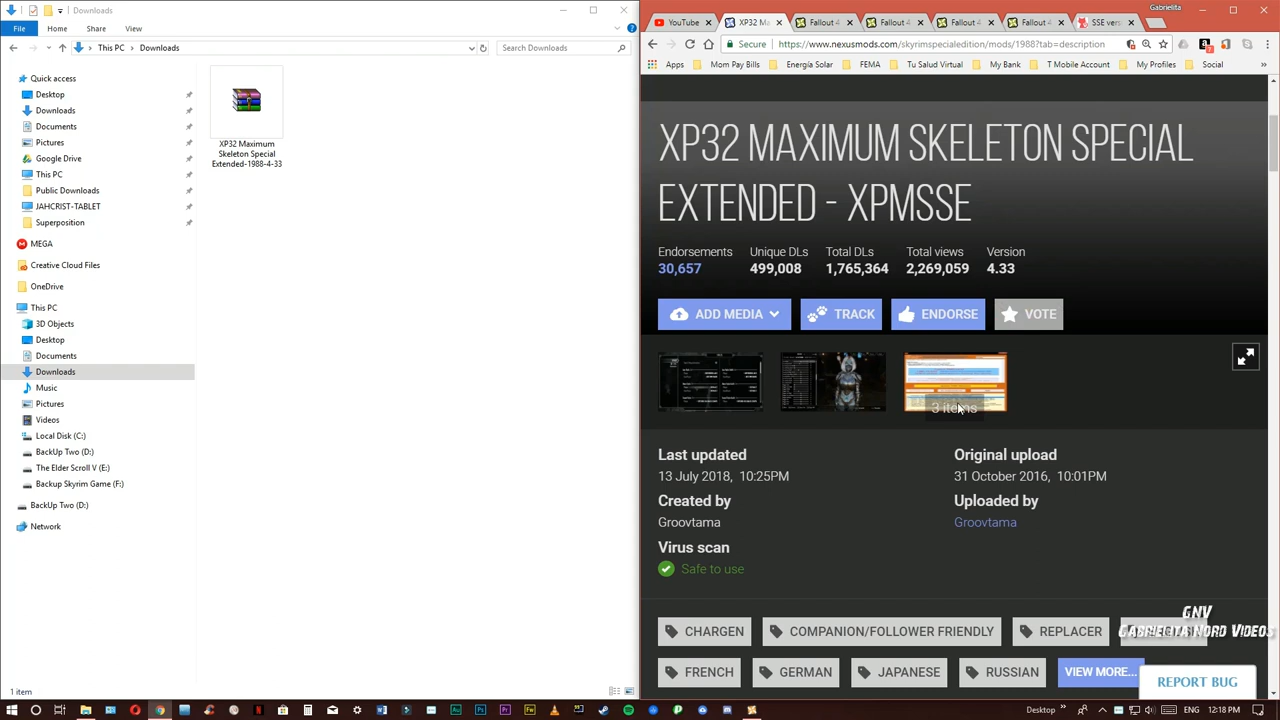 Downloads
File
Home
Share
View
This PC
Downloads
Search Downloads
Quick access
Desktop
Downloads
Documents
Pictures
Google Drive
This PC
Public Downloads
JAHCRIST-TABLET
Superposition
MEGA
Creative Cloud Files
OneDrive
This PC
3D Objects
Desktop
Documents
Downloads
Music
Pictures
Videos
Local Disk (C:)
BackUp Two (D:)
The Elder Scroll V (E:)
Backup Skyrim Game (F:)
BackUp Two (D:)
Network
XP32 Maximum
Skeleton Special
Extended-1988-4-33
1 item
Gabrielita
YouTube
XP32 Ma
Fallout 4
Fallout 4
Fallout 4
Fallout 4
SSE vers
Secure
https://www.nexusmods.com/skyrimspecialedition/mods/1988?tab=description
Apps
Mom Pay Bills
Energía Solar
FEMA
Tu Salud Virtual
My Bank
T Mobile Account
My Profiles
Social
XP32 MAXIMUM SKELETON SPECIAL
EXTENDED - XPMSSE
Endorsements Unique DLs Total DLs Total views Version
30,657 499,008 1,765,364 2,269,059 4.33
ADD MEDIA
TRACK
ENDORSE
VOTE
3 items
Last updated Original upload
13 July 2018, 10:25PM 31 October 2016, 10:01PM
Created by Uploaded by
Groovtama Groovtama
Virus scan
Safe to use
GNV
Gabrielita Nord Videos
CHARGEN
COMPANION/FOLLOWER FRIENDLY
REPLACER
FRENCH
GERMAN
JAPANESE
RUSSIAN
VIEW MORE...
REPORT BUG
Desktop
12:18 PM